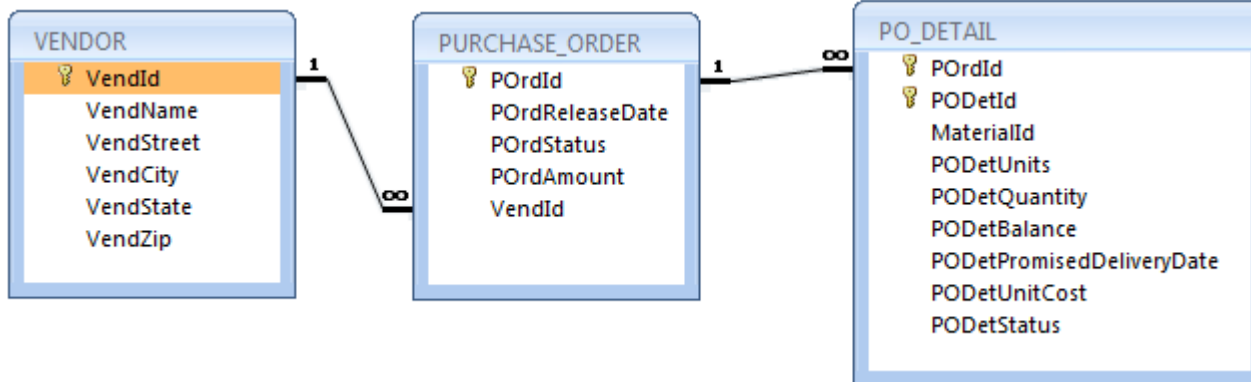 VENDOR
VendId
VendName
VendStreet
VendCity
VendState
VendZip
1
∞
PURCHASE_ORDER
POrdId
POrdReleaseDate
POrdStatus
POrdAmount
VendId
1
∞
PO_DETAIL
POrdId
PODetId
MaterialId
PODetUnits
PODetQuantity
PODetBalance
PODetPromisedDeliveryDate
PODetUnitCost
PODetStatus